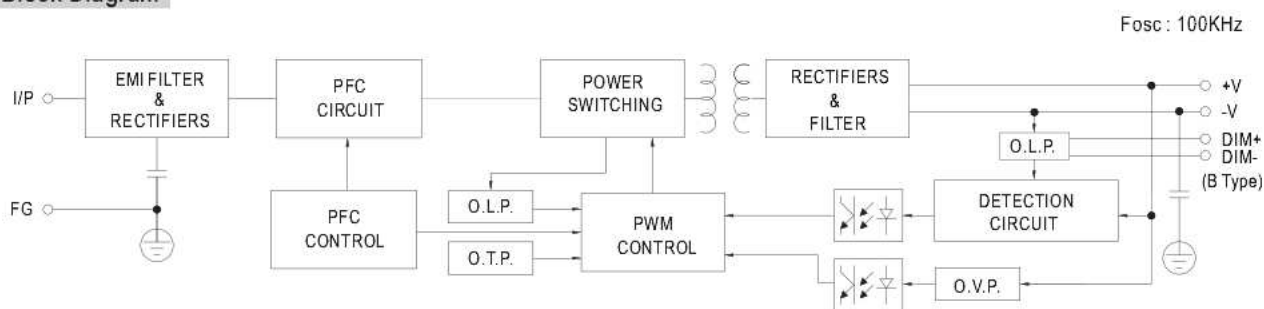 Block Diagram
Fosc : 100KHz
I/P
EMI FILTER
&
RECTIFIERS
PFC
CIRCUIT
POWER
SWITCHING
RECTIFIERS
&
FILTER
+V
-V
DIM+
DIM-
(B Type)
O.L.P.
FG
PFC
CONTROL
O.L.P.
O.T.P.
PWM
CONTROL
DETECTION
CIRCUIT
O.V.P.